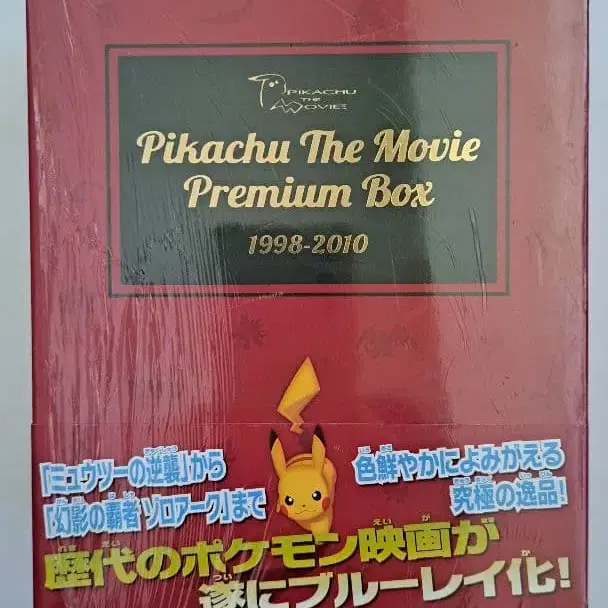 PIKACHU
THE
MOVIE
Pikachu The Movie
Premium Box
1998-2010
「ミュウツーの逆襲」から
「幻影の覇者 ゾロアーク」まで
色鮮やかによみがえる
究極の逸品!
歴代のポケモン映画が
遂にブルーレイ化!